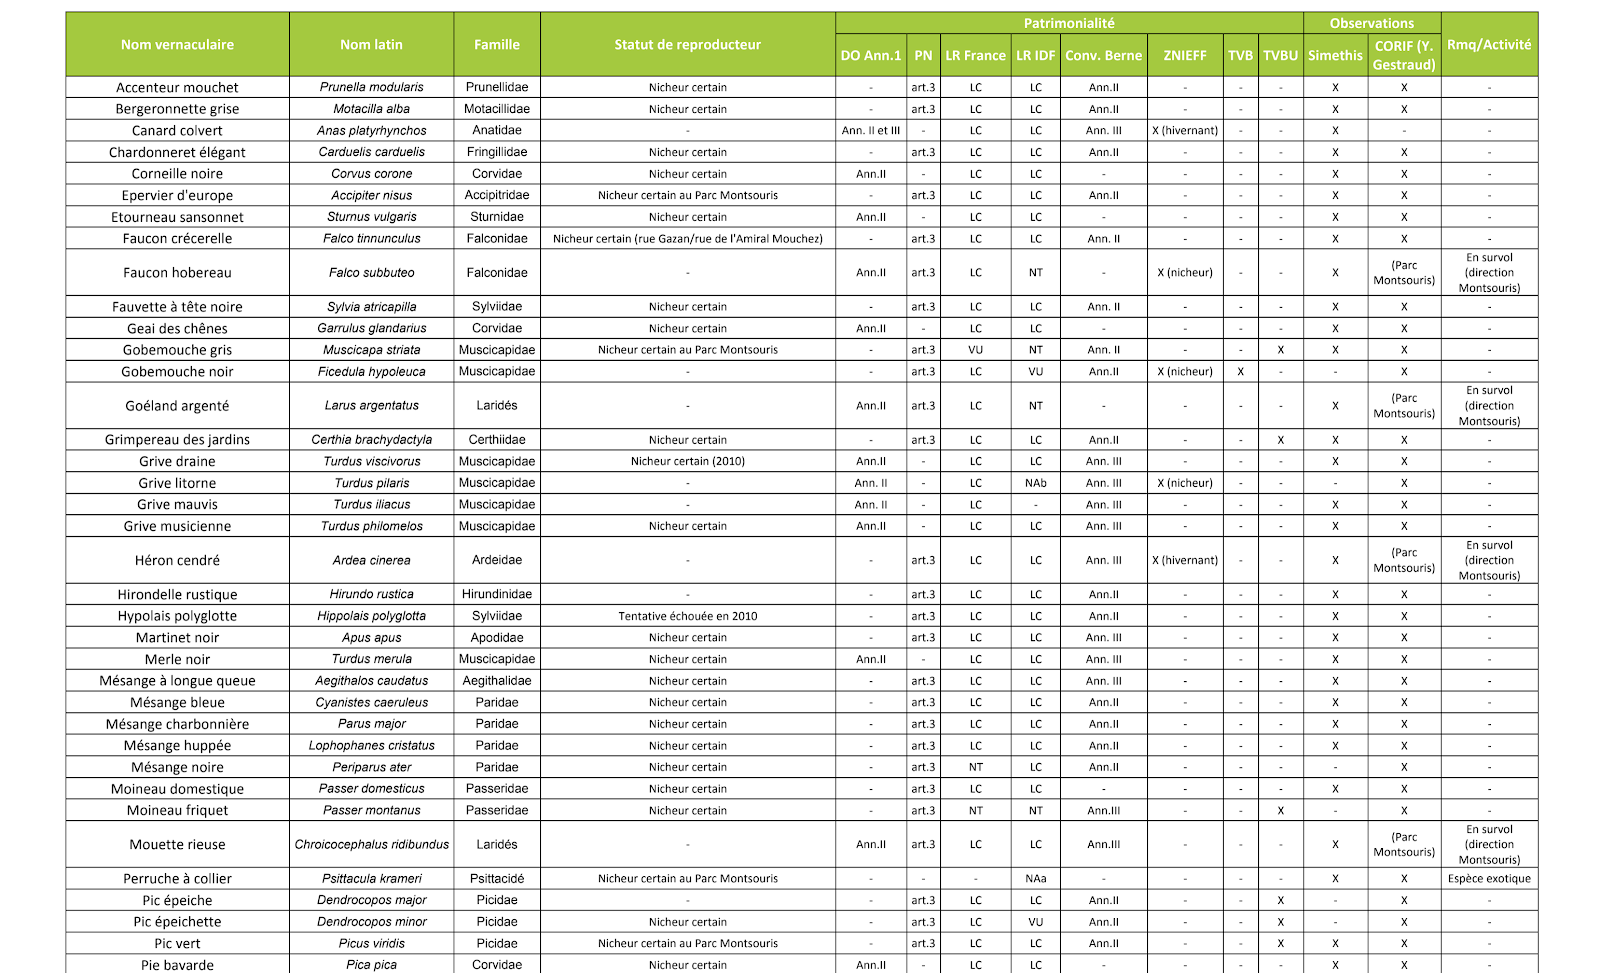 Nom vernaculaire Nom latin Famille Statut de reproducteur Patrimonialité Observations Rmq/Activité
DO Ann.1 PN LR France LR IDF Conv. Berne ZNIEFF TVB TVBU Simethis CORIF (Y. Gestraud)
Accenteur mouchet Prunella modularis Prunellidae Nicheur certain - art.3 LC LC Ann.II - - - X X -
Bergeronnette grise Motacilla alba Motacillidae Nicheur certain - art.3 LC LC Ann.II - - - X X -
Canard colvert Anas platyrhynchos Anatidae - Ann. II et III - LC LC Ann. III X (hivernant) - - X - -
Chardonneret élégant Carduelis carduelis Fringillidae Nicheur certain - art.3 LC LC Ann.II - - - X X -
Corneille noire Corvus corone Corvidae Nicheur certain Ann.II - LC LC - - - - X X -
Epervier d'europe Accipiter nisus Accipitridae Nicheur certain au Parc Montsouris - art.3 LC LC Ann.II - - - X X -
Etourneau sansonnet Sturnus vulgaris Sturnidae Nicheur certain Ann.II - LC LC - - - - X X -
Faucon crécerelle Falco tinnunculus Falconidae Nicheur certain (rue Gazan/rue de l'Amiral Mouchez) - art.3 LC LC Ann. II - - - X X -
Faucon hobereau Falco subbuteo Falconidae - Ann.II art.3 LC NT - X (nicheur) - - X (Parc Montsouris) En survol (direction Montsouris)
Fauvette à tête noire Sylvia atricapilla Sylviidae Nicheur certain - art.3 LC LC Ann. II - - - X X -
Geai des chênes Garrulus glandarius Corvidae Nicheur certain Ann.II - LC LC - - - - X X -
Gobemouche gris Muscicapa striata Muscicapidae Nicheur certain au Parc Montsouris - art.3 VU NT Ann. II - - X X X -
Gobemouche noir Ficedula hypoleuca Muscicapidae - - art.3 LC VU Ann.II X (nicheur) X - - X -
Goéland argenté Larus argentatus Laridés - Ann.II art.3 LC NT - - - - X (Parc Montsouris) En survol (direction Montsouris)
Grimpereau des jardins Certhia brachydactyla Certhiidae Nicheur certain - art.3 LC LC Ann.II - - X X X -
Grive draine Turdus viscivorus Muscicapidae Nicheur certain (2010) Ann.II - LC LC Ann. III - - - X X -
Grive litorne Turdus pilaris Muscicapidae - Ann. II - LC NAb Ann. III X (nicheur) - - - X -
Grive mauvis Turdus iliacus Muscicapidae - Ann. II - LC - Ann. III - - - X X -
Grive musicienne Turdus philomelos Muscicapidae Nicheur certain Ann.II - LC LC Ann. III - - - X X -
Héron cendré Ardea cinerea Ardeidae - - art.3 LC LC Ann. III X (hivernant) - - X (Parc Montsouris) En survol (direction Montsouris)
Hirondelle rustique Hirundo rustica Hirundinidae - - art.3 LC LC Ann.II - - - X X -
Hypolais polyglotte Hippolais polyglotta Sylviidae Tentative échouée en 2010 - art.3 LC LC Ann.II - - - X X -
Martinet noir Apus apus Apodidae Nicheur certain - art.3 LC LC Ann. III - - - X X -
Merle noir Turdus merula Muscicapidae Nicheur certain Ann.II - LC LC Ann. III - - - X X -
Mésange à longue queue Aegithalos caudatus Aegithalidae Nicheur certain - art.3 LC LC Ann. III - - - X X -
Mésange bleue Cyanistes caeruleus Paridae Nicheur certain - art.3 LC LC Ann.II - - - X X -
Mésange charbonnière Parus major Paridae Nicheur certain - art.3 LC LC Ann.II - - - X X -
Mésange huppée Lophophanes cristatus Paridae Nicheur certain - art.3 LC LC Ann.II - - - X X -
Mésange noire Periparus ater Paridae Nicheur certain - art.3 NT LC Ann.II - - - - X -
Moineau domestique Passer domesticus Passeridae Nicheur certain - art.3 LC LC - - - - X X -
Moineau friquet Passer montanus Passeridae Nicheur certain - art.3 NT NT Ann.III - - X - X -
Mouette rieuse Chroicocephalus ridibundus Laridés - Ann.II art.3 LC LC Ann.III - - - X (Parc Montsouris) En survol (direction Montsouris)
Perruche à collier Psittacula krameri Psittacidé Nicheur certain au Parc Montsouris - - - NAa - - - X X Espèce exotique
Pic épeiche Dendrocopos major Picidae - - art.3 LC LC Ann.II - - X - X -
Pic épeichette Dendrocopos minor Picidae Nicheur certain - art.3 LC VU Ann.II - - X - X -
Pic vert Picus viridis Picidae Nicheur certain au Parc Montsouris - art.3 LC LC Ann.II - - X X X -
Pie bavarde Pica pica Corvidae Nicheur certain Ann.II - LC LC - - - - X X -